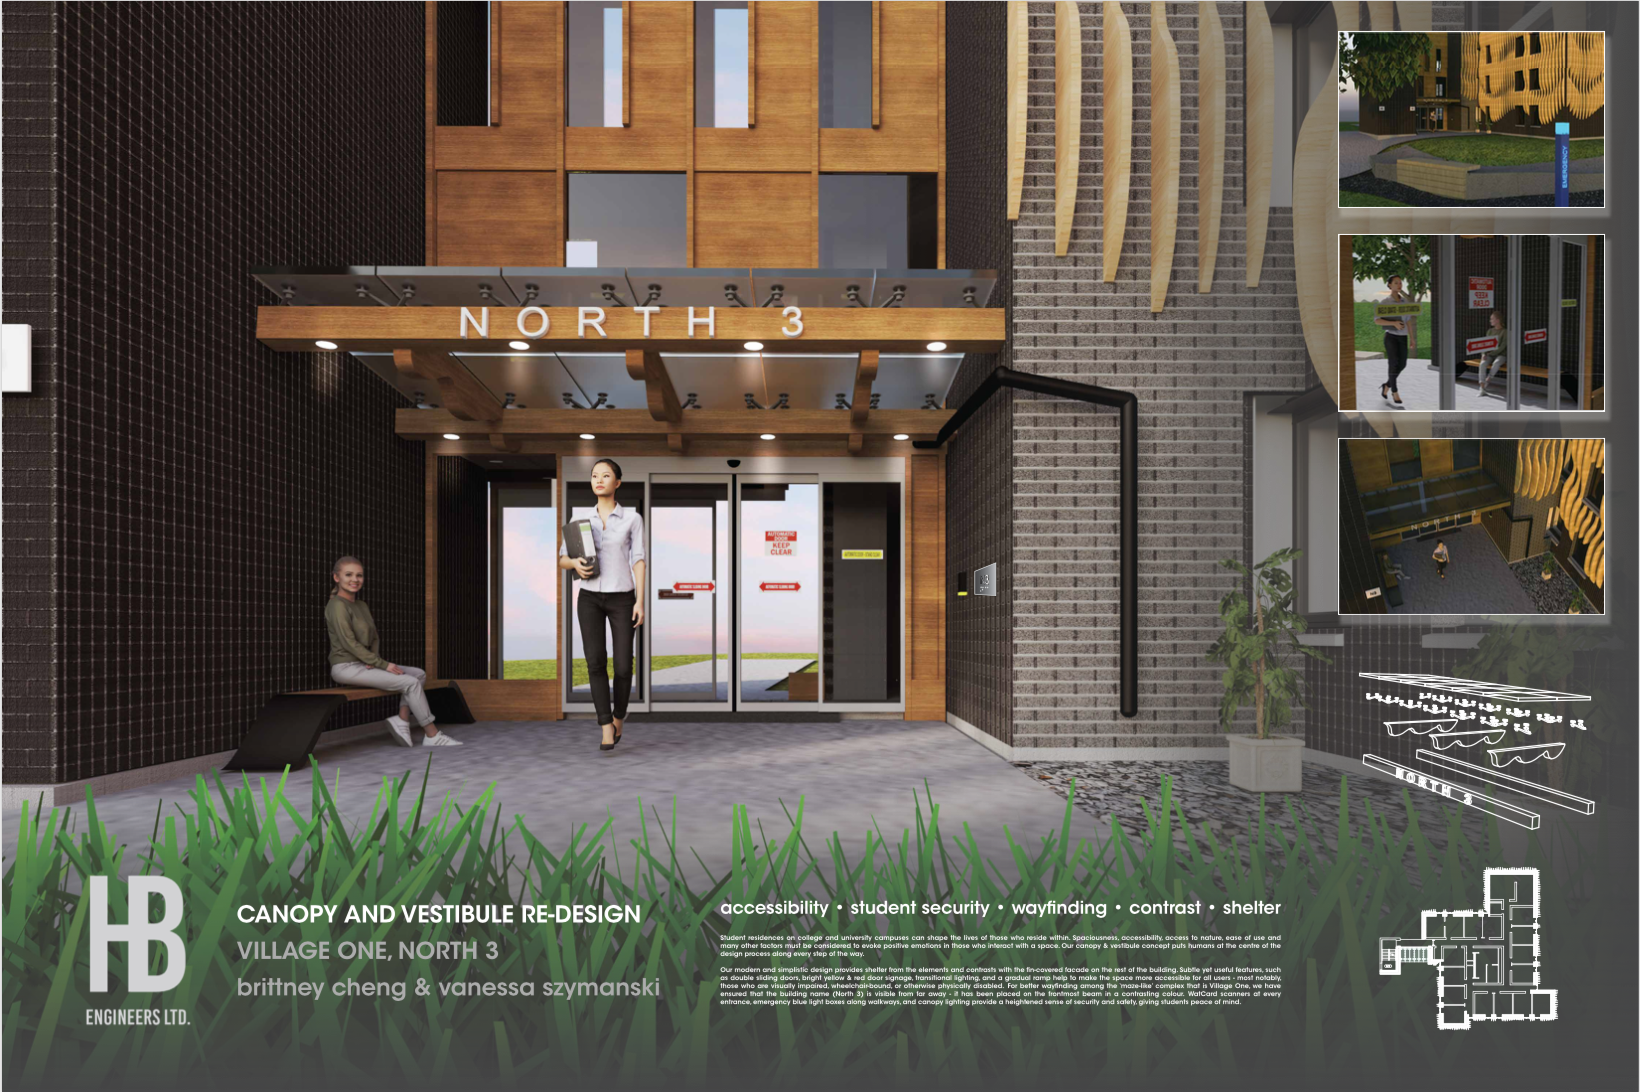 NORTH 3
AUTOMATIC
DOOR
KEEP
CLEAR
EMERGENCY
KEEP
CLEAR
NORTH 3
NORTH 3
HB
ENGINEERS LTD.
CANOPY AND VESTIBULE RE-DESIGN
VILLAGE ONE, NORTH 3
brittney cheng & vanessa szymanski
accessibility • student security • wayfinding • contrast • shelter
Student residences on college and university campuses can shape the lives of those who reside within. Spaciousness, accessibility, access to nature, ease of use and
many other factors must be considered to evoke positive emotions in those who interact with a space. Our canopy & vestibule concept puts humans at the centre of the
design process along every step of the way.
Our modern and simplistic design provides shelter from the elements and contrasts with the fin-covered facade on the rest of the building. Subtle yet useful features, such
as double sliding doors, bright yellow & red door signage, transitional lighting, and a gradual ramp help to make the space more accessible for all users - most notably,
those who are visually impaired, wheelchair-bound, or otherwise physically disabled. For better wayfinding among the 'maze-like' complex that is Village One, we have
ensured that the building name (North 3) is visible from far away - it has been placed on the frontmost beam in a contrasting colour. WatCard scanners at every
entrance, emergency blue light boxes along walkways, and canopy lighting provide a heightened sense of security and safety, giving students peace of mind.